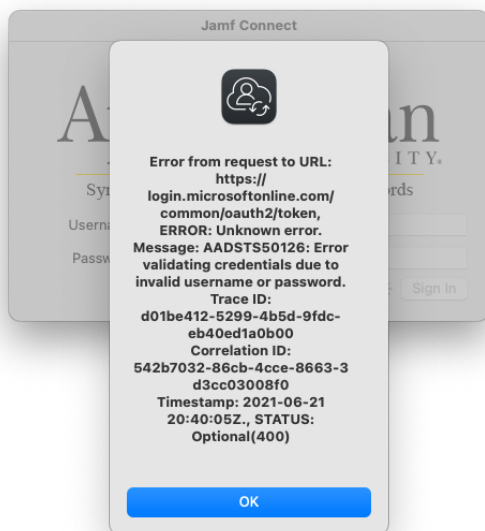 Jamf Connect
Error from request to URL:
https://
login.microsoftonline.com/
common/oauth2/token,
ERROR: Unknown error.
Message: AADSTS50126: Error
validating credentials due to
invalid username or password.
Trace ID:
d01be412-5299-4b5d-9fdc-
eb40ed1a0b00
Correlation ID:
542b7032-86cb-4cce-8663-3
d3cc03008f0
Timestamp: 2021-06-21
20:40:05Z., STATUS:
Optional(400)
Sign In
OK